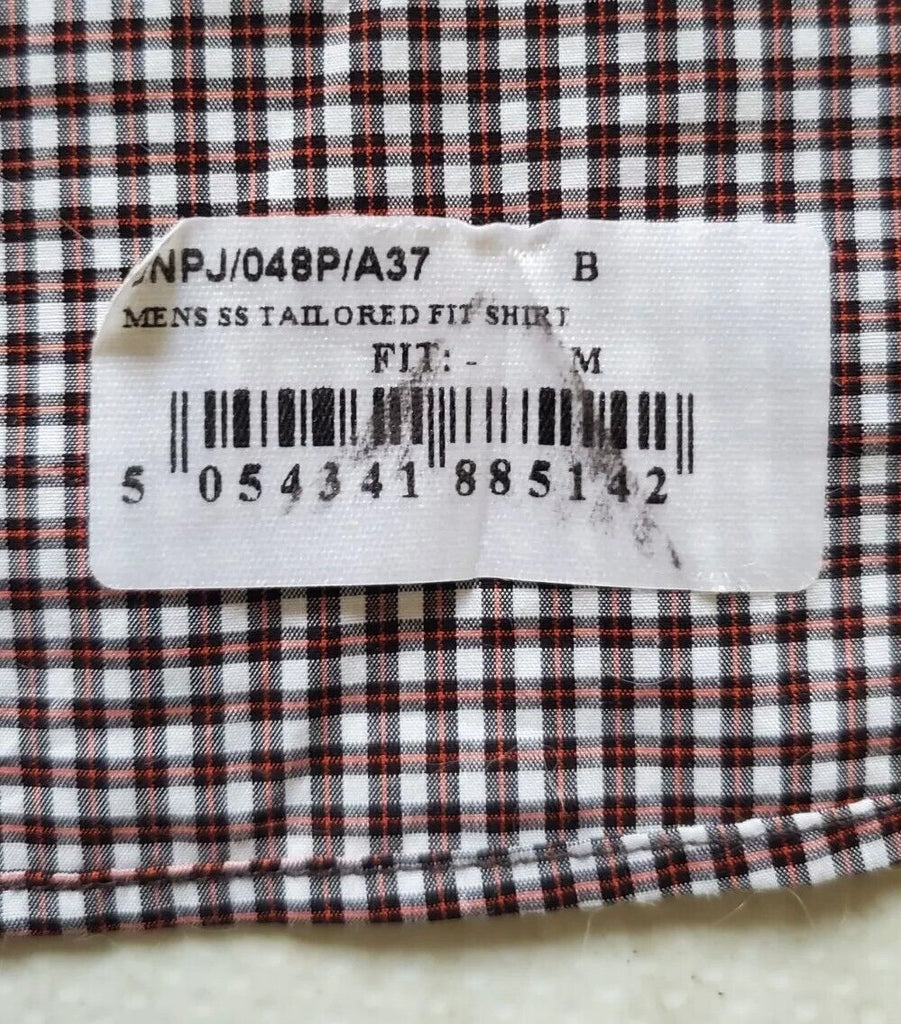 NPJ/048P/A37 B
MENS SS TAILORED FIT SHIRT
FIT: - M
5 054341 885142